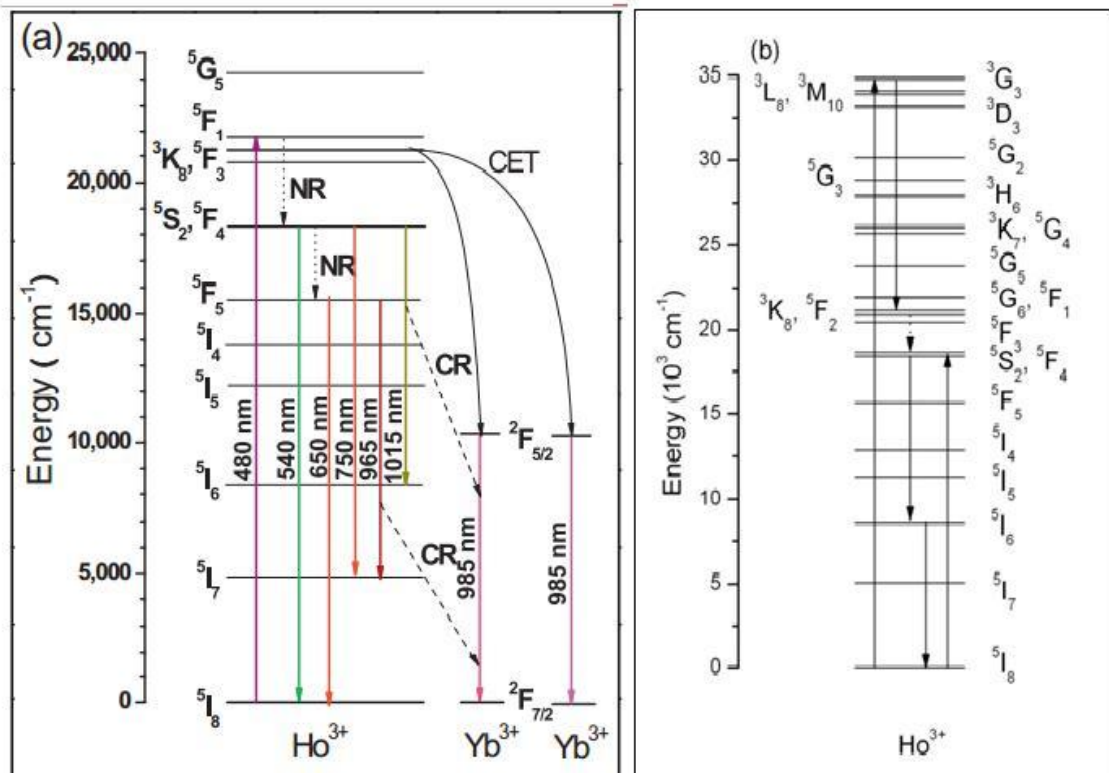 (a)
Energy ( cm⁻¹)
25,000
20,000
15,000
10,000
5,000
0
⁵G₅
⁵F₁
³K₈, ⁵F₃
⁵S₂, ⁵F₄
⁵F₅
⁵I₄
⁵I₅
⁵I₆
⁵I₇
⁵I₈
NR
NR
CET
CR
CR
480 nm
540 nm
650 nm
750 nm
965 nm
1015 nm
985 nm
985 nm
²F₅/₂
²F₇/₂
Ho³⁺
Yb³⁺
Yb³⁺
(b)
Energy (10³ cm⁻¹)
35
30
25
20
15
10
5
0
³L₈, ³M₁₀
⁵G₃
³K₈, ⁵F₂
³G₃
³D₃
⁵G₂
³H₆
³K₇, ⁵G₄
⁵G₅
⁵G₆, ⁵F₁
⁵F₃
⁵S₂, ⁵F₄
⁵F₅
⁵I₄
⁵I₅
⁵I₆
⁵I₇
⁵I₈
Ho³⁺